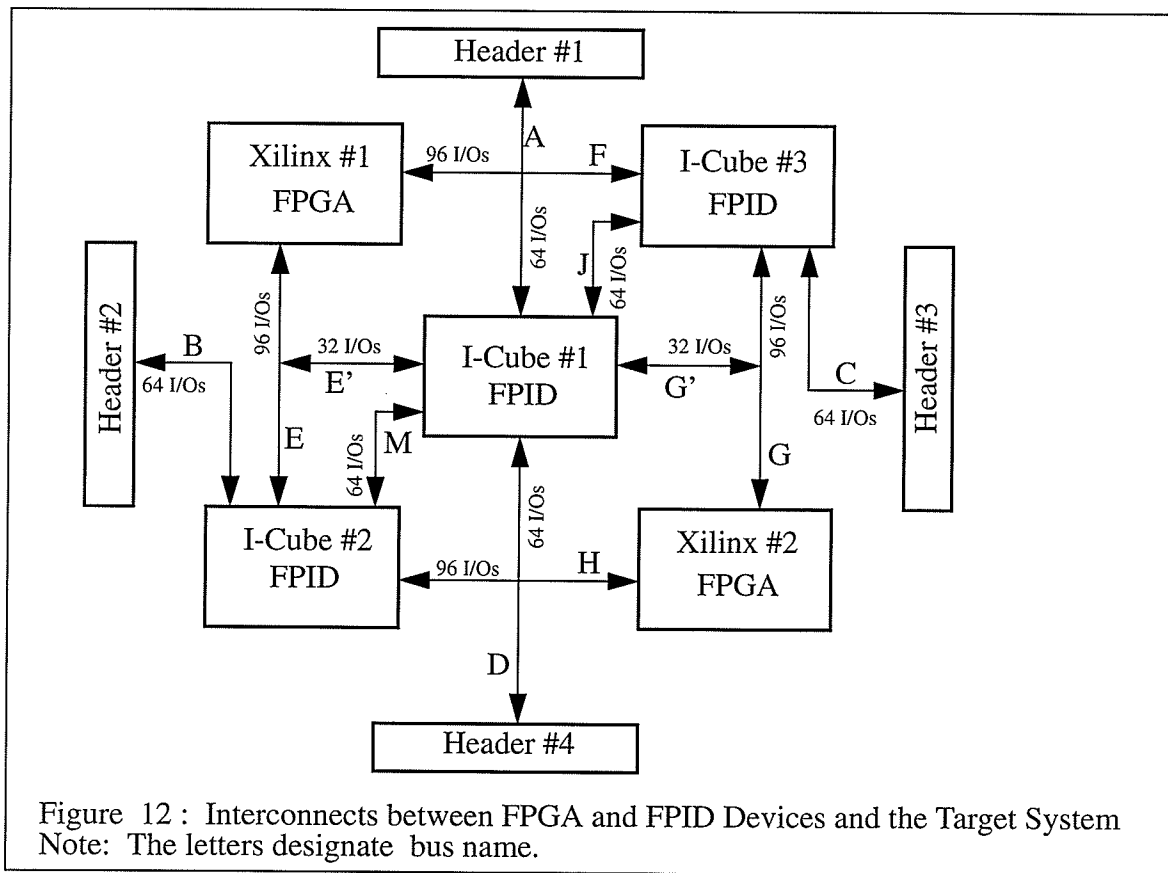 Header #1
Xilinx #1
FPGA
96 I/Os
A
F
I-Cube #3
FPID
64 I/Os
J
64 I/Os
Header #2
B
64 I/Os
96 I/Os
32 I/Os
E’
I-Cube #1
FPID
32 I/Os
G’
96 I/Os
C
64 I/Os
Header #3
E
M
64 I/Os
G
I-Cube #2
FPID
64 I/Os
96 I/Os
H
Xilinx #2
FPGA
D
Header #4
Figure 12 : Interconnects between FPGA and FPID Devices and the Target System
Note: The letters designate bus name.